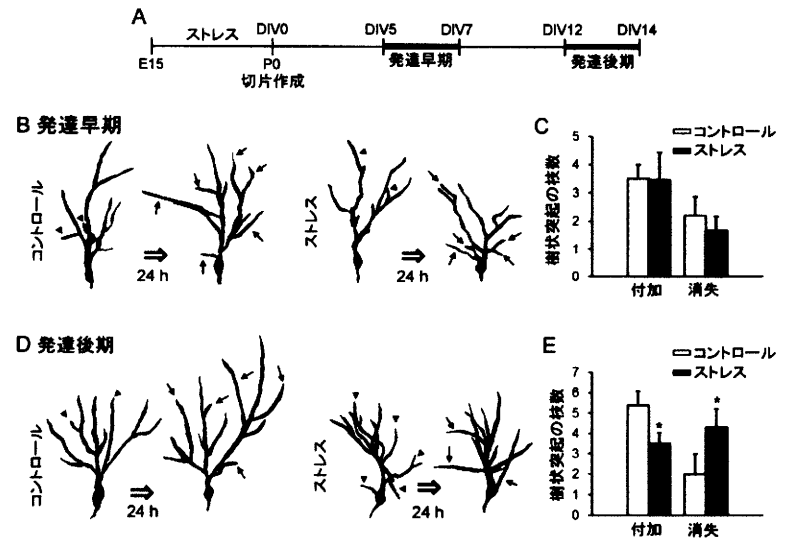 A
ストレス DIV0 DIV5 DIV7 DIV12 DIV14
E15 P0 発達早期 発達後期
切片作成
B 発達早期
コントロール
24 h
ストレス
24 h
C
コントロール
ストレス
樹状突起の枝数
5
4
3
2
1
0
付加 消失
D 発達後期
コントロール
24 h
ストレス
24 h
E
コントロール
ストレス
樹状突起の枝数
7
6
5
4
3
2
1
0
* *
付加 消失